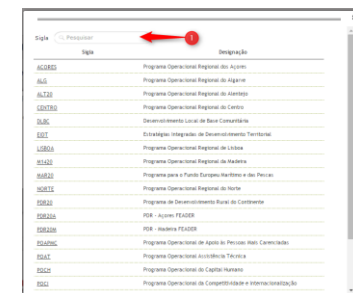 Sigla Pesquisar 1
Sigla Designação
ACORES Programa Operacional Regional dos Açores
ALG Programa Operacional Regional do Algarve
ALT20 Programa Operacional Regional do Alentejo
CENTRO Programa Operacional Regional do Centro
DLBC Desenvolvimento Local de Base Comunitária
EIDT Estratégias Integradas de Desenvolvimento Territorial
LISBOA Programa Operacional Regional de Lisboa
M1420 Programa Operacional Regional da Madeira
MAR20 Programa para o Fundo Europeu Marítimo e das Pescas
NORTE Programa Operacional Regional do Norte
PDR20 Programa de Desenvolvimento Rural do Continente
PDR20A PDR - Açores FEADER
PDR20M PDR - Madeira FEADER
POAPMC Programa Operacional de Apoio às Pessoas Mais Carenciadas
POAT Programa Operacional Assistência Técnica
POCH Programa Operacional do Capital Humano
POCI Programa Operacional da Competitividade e Internacionalização